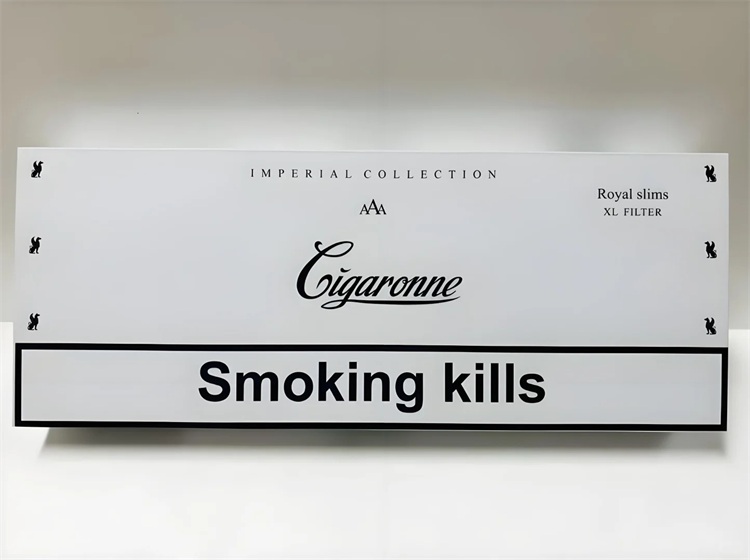 IMPERIAL COLLECTION
AAA
Royal slims
XL FILTER
Cigaronne
Smoking kills